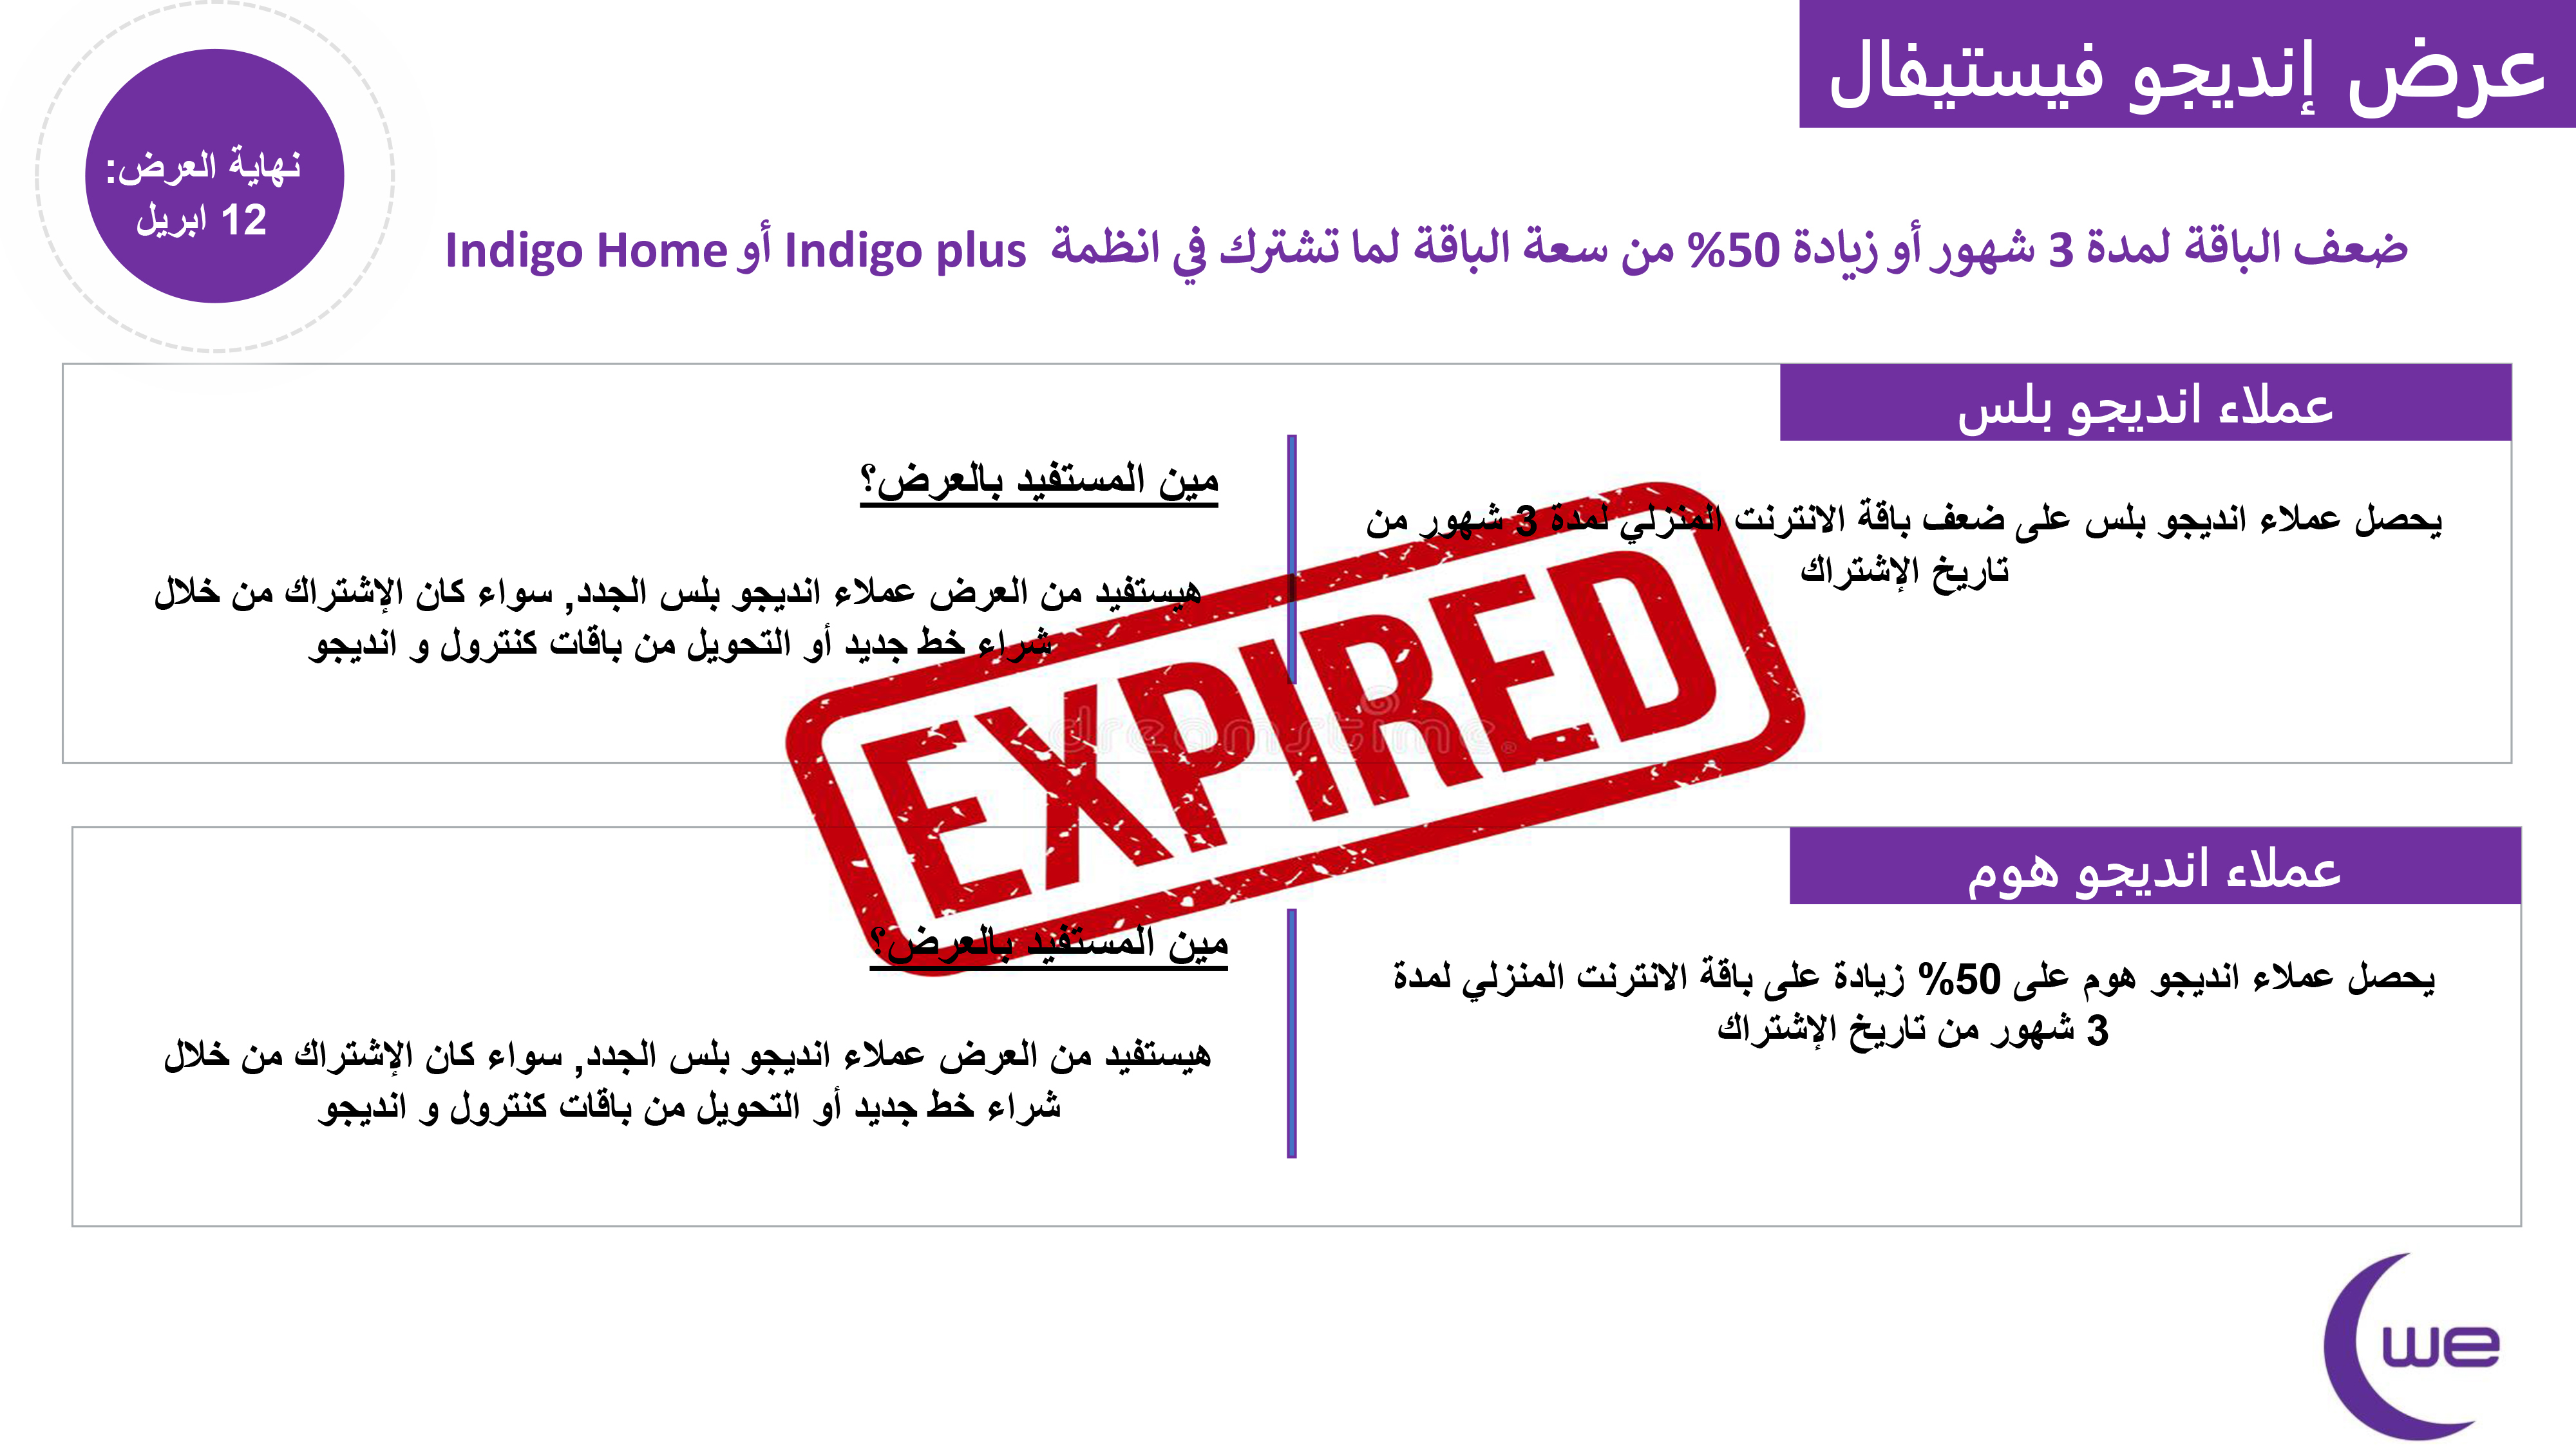 عرض إنديجو فيستيفال
نهاية العرض:
12 ابريل
ضعف الباقة لمدة 3 شهور أو زيادة 50% من سعة الباقة لما تشترك في انظمة Indigo plus أو Indigo Home
عملاء انديجو بلس
يحصل عملاء انديجو بلس على ضعف باقة الانترنت المنزلي لمدة 3 شهور من
تاريخ الإشتراك
مين المستفيد بالعرض؟
هيستفيد من العرض عملاء انديجو بلس الجدد, سواء كان الإشتراك من خلال
شراء خط جديد أو التحويل من باقات كنترول و انديجو
EXPIRED
dreamstime®
عملاء انديجو هوم
يحصل عملاء انديجو هوم على 50% زيادة على باقة الانترنت المنزلي لمدة
3 شهور من تاريخ الإشتراك
مين المستفيد بالعرض؟
هيستفيد من العرض عملاء انديجو بلس الجدد, سواء كان الإشتراك من خلال
شراء خط جديد أو التحويل من باقات كنترول و انديجو
we